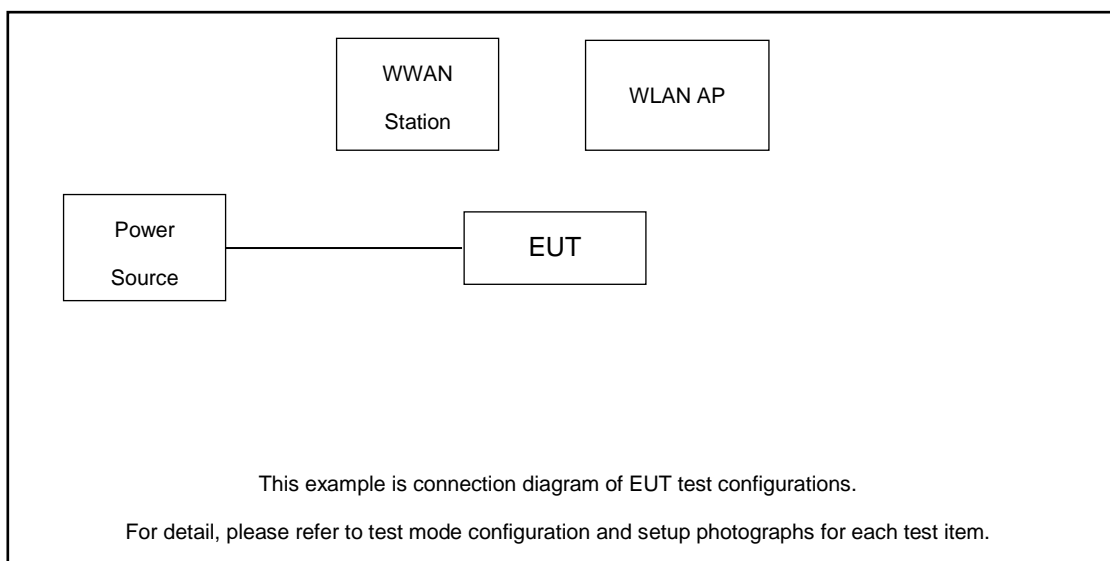 WWAN
Station
WLAN AP
Power
Source
EUT
This example is connection diagram of EUT test configurations.
For detail, please refer to test mode configuration and setup photographs for each test item.